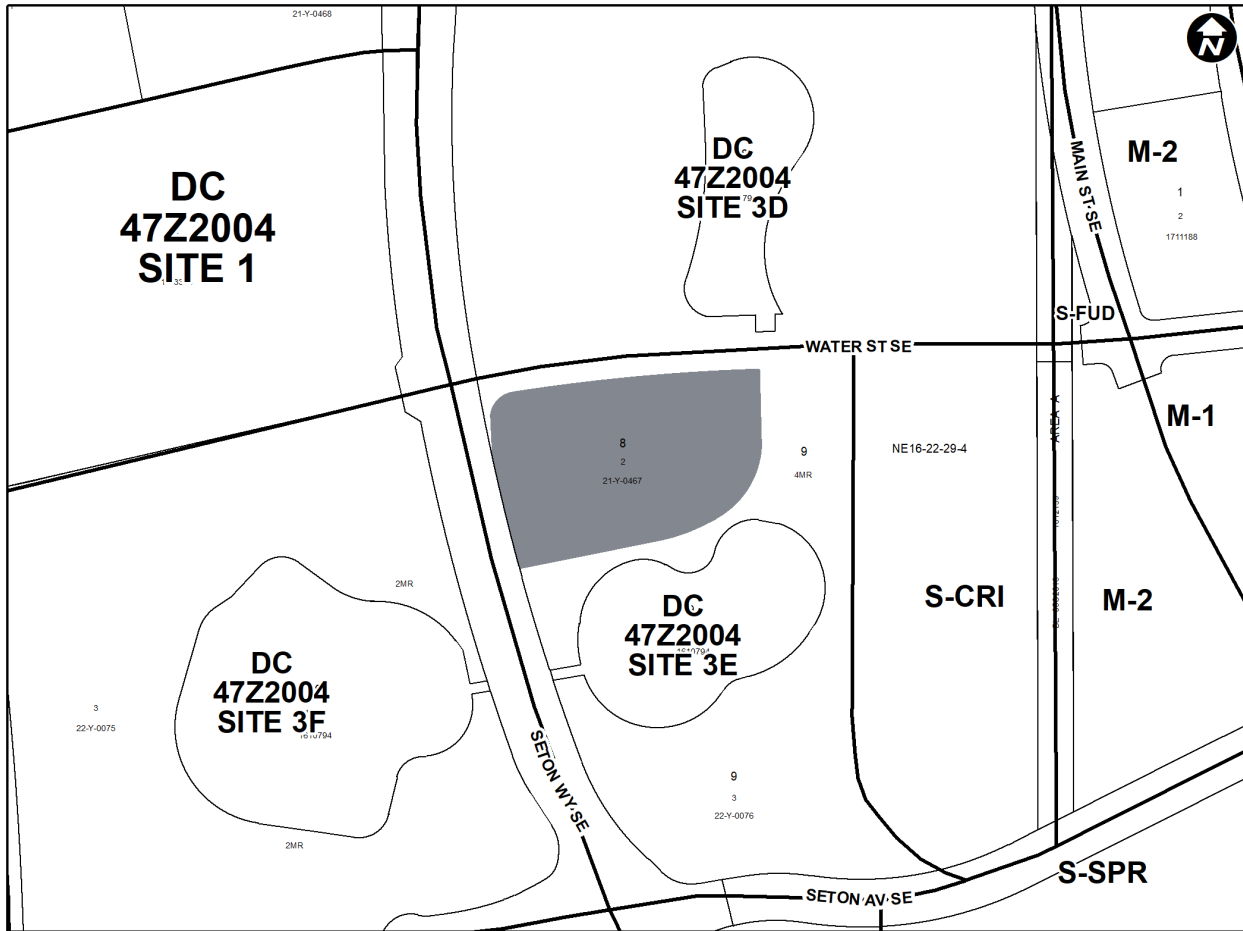 21-Y-0468
N
DC
47Z2004
SITE 1
DC
47Z2004
SITE 3D
MAIN ST SE
M-2
1
2
1711188
S-FUD
WATER ST SE
M-1
AREA A
8
2
21-Y-0467
9
4MR
NE16-22-29-4
2MR
S-CRI
M-2
DC
47Z2004
SITE 3E
1610794
DC
47Z2004
SITE 3F
1610794
3
22-Y-0075
SETON WY SE
9
3
22-Y-0076
2MR
S-SPR
SETON AV SE